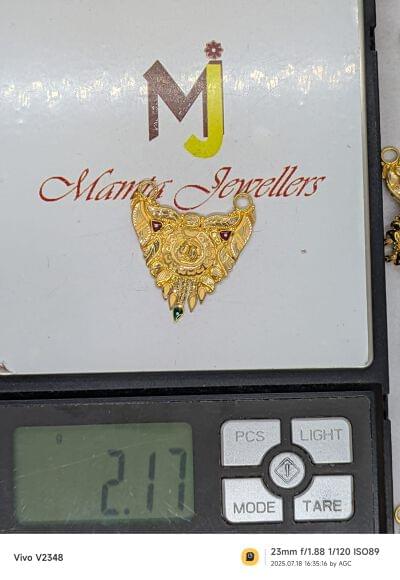 MJ
Mamta Jewellers
g
2.17
PCS
LIGHT
MODE
TARE
Vivo V2348
23mm f/1.88 1/120 ISO89
2025.07.18 16:35:16 by AGC